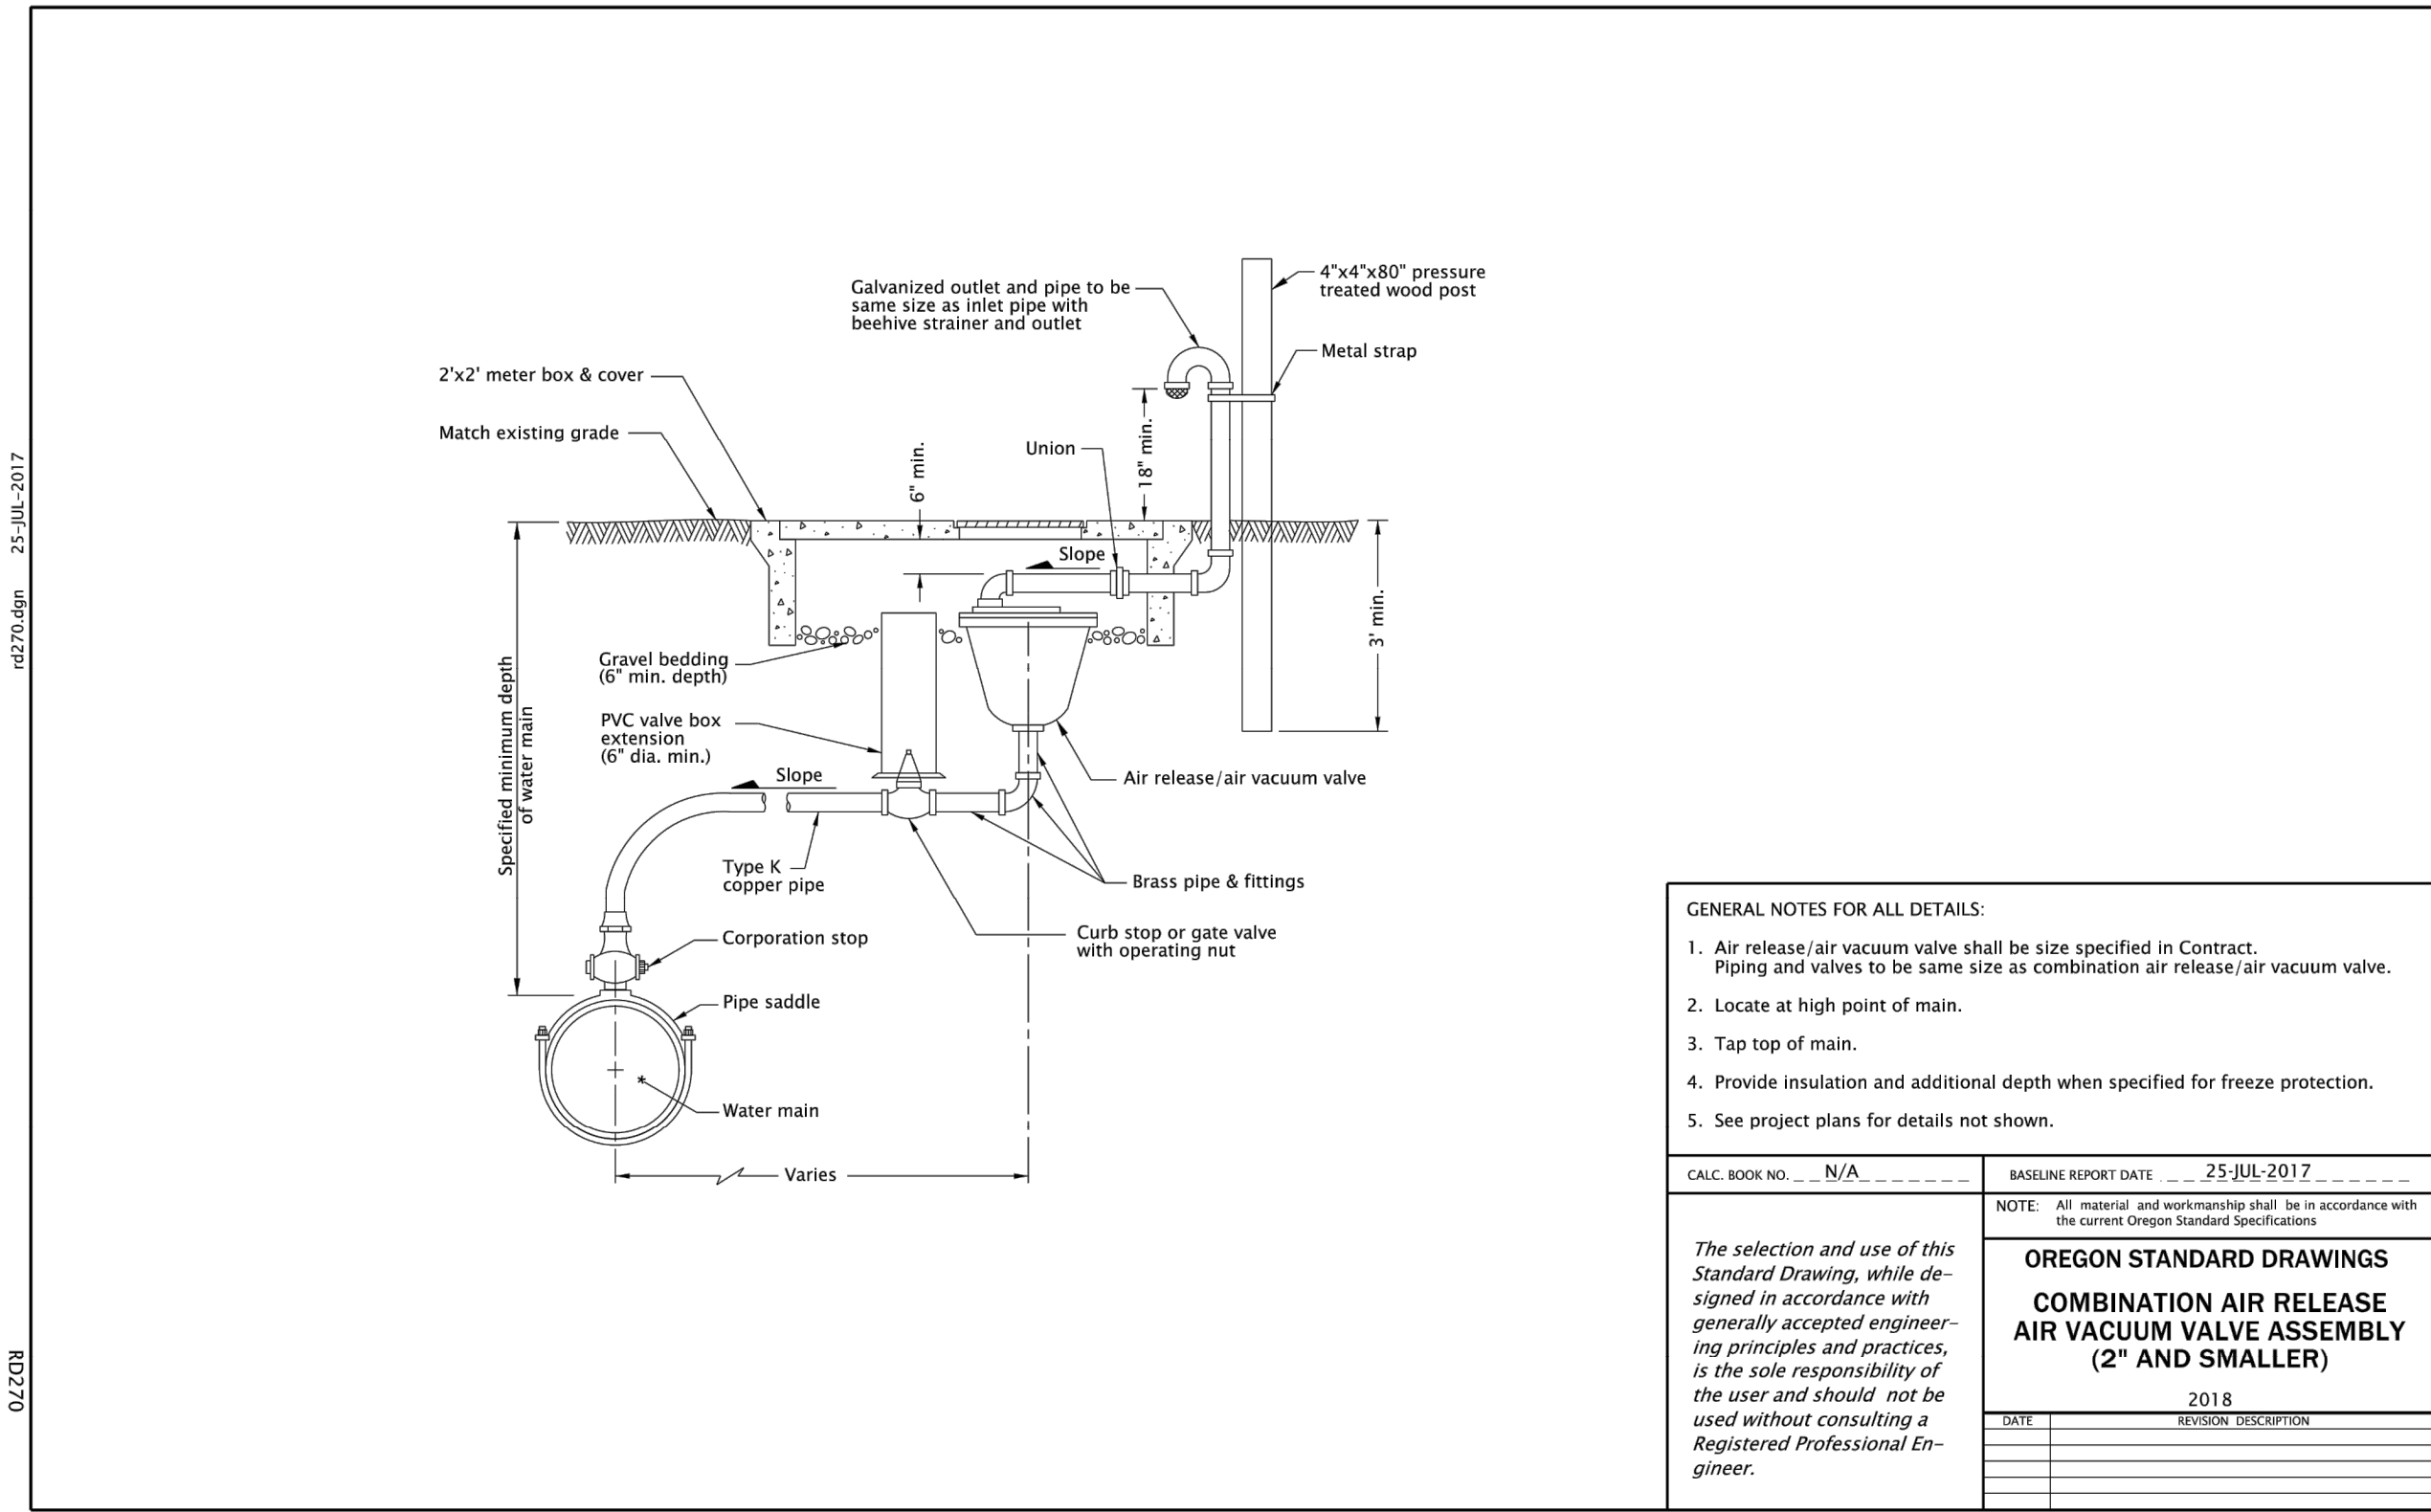 4"x4"x80" pressure
treated wood post
Galvanized outlet and pipe to be
same size as inlet pipe with
beehive strainer and outlet
Metal strap
2'x2' meter box & cover
Match existing grade
Union
6" min.
18" min.
Slope
3' min.
Gravel bedding
(6" min. depth)
Specified minimum depth
of water main
PVC valve box
extension
(6" dia. min.)
Slope
Air release/air vacuum valve
Type K
copper pipe
Brass pipe & fittings
Corporation stop
Curb stop or gate valve
with operating nut
Pipe saddle
*
Water main
Varies
rd270.dgn 25-JUL-2017
RD270
GENERAL NOTES FOR ALL DETAILS:
1. Air release/air vacuum valve shall be size specified in Contract.
Piping and valves to be same size as combination air release/air vacuum valve.
2. Locate at high point of main.
3. Tap top of main.
4. Provide insulation and additional depth when specified for freeze protection.
5. See project plans for details not shown.
CALC. BOOK NO. N/A
BASELINE REPORT DATE 25-JUL-2017
NOTE: All material and workmanship shall be in accordance with
the current Oregon Standard Specifications
The selection and use of this
Standard Drawing, while de-
signed in accordance with
generally accepted engineer-
ing principles and practices,
is the sole responsibility of
the user and should not be
used without consulting a
Registered Professional En-
gineer.
OREGON STANDARD DRAWINGS
COMBINATION AIR RELEASE
AIR VACUUM VALVE ASSEMBLY
(2" AND SMALLER)
2018
DATE REVISION DESCRIPTION